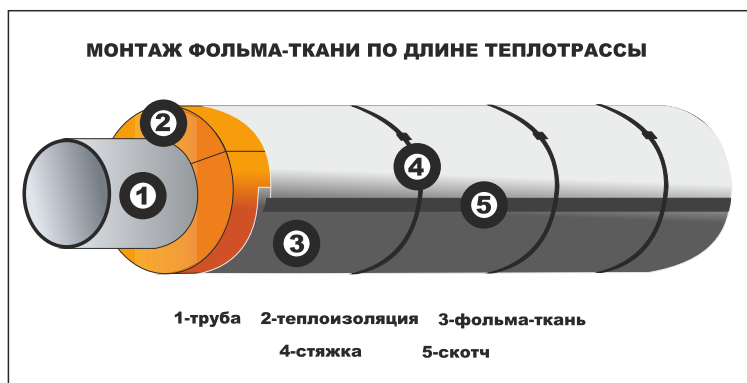 МОНТАЖ ФОЛЬМА-ТКАНИ ПО ДЛИНЕ ТЕПЛОТРАССЫ
2
1
4
5
3
1-труба 2-теплоизоляция 3-фольма-ткань
4-стяжка 5-скотч